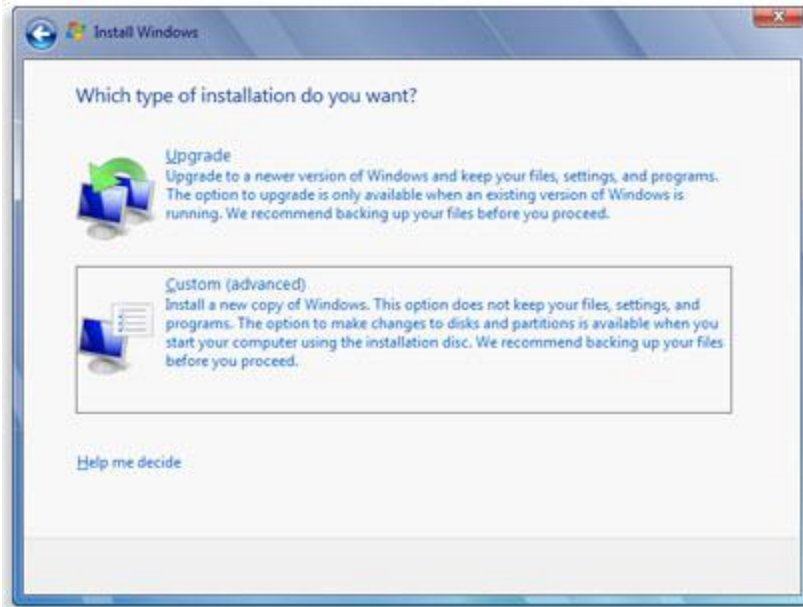 Install Windows
Which type of installation do you want?
Upgrade
Upgrade to a newer version of Windows and keep your files, settings, and programs.
The option to upgrade is only available when an existing version of Windows is
running. We recommend backing up your files before you proceed.
Custom (advanced)
Install a new copy of Windows. This option does not keep your files, settings, and
programs. The option to make changes to disks and partitions is available when you
start your computer using the installation disc. We recommend backing up your files
before you proceed.
Help me decide